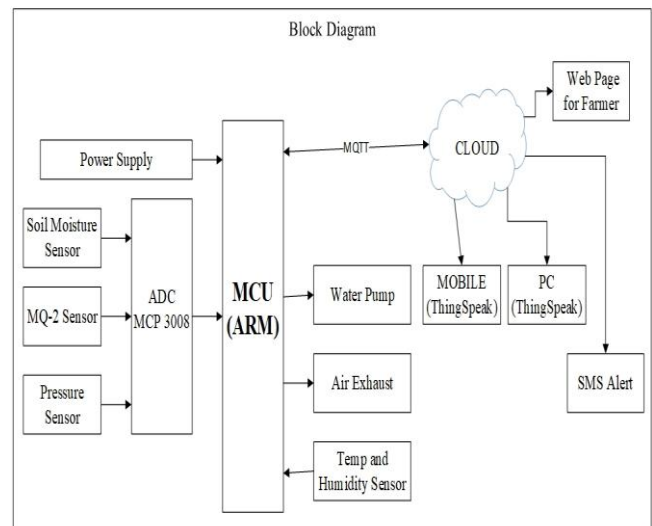 Block Diagram
Web Page
for Farmer
CLOUD
MQTT
Power Supply
Soil Moisture
Sensor
ADC
MCP 3008
MQ-2 Sensor
Pressure
Sensor
MCU
(ARM)
Water Pump
MOBILE
(ThingSpeak)
PC
(ThingSpeak)
Air Exhaust
SMS Alert
Temp and
Humidity Sensor